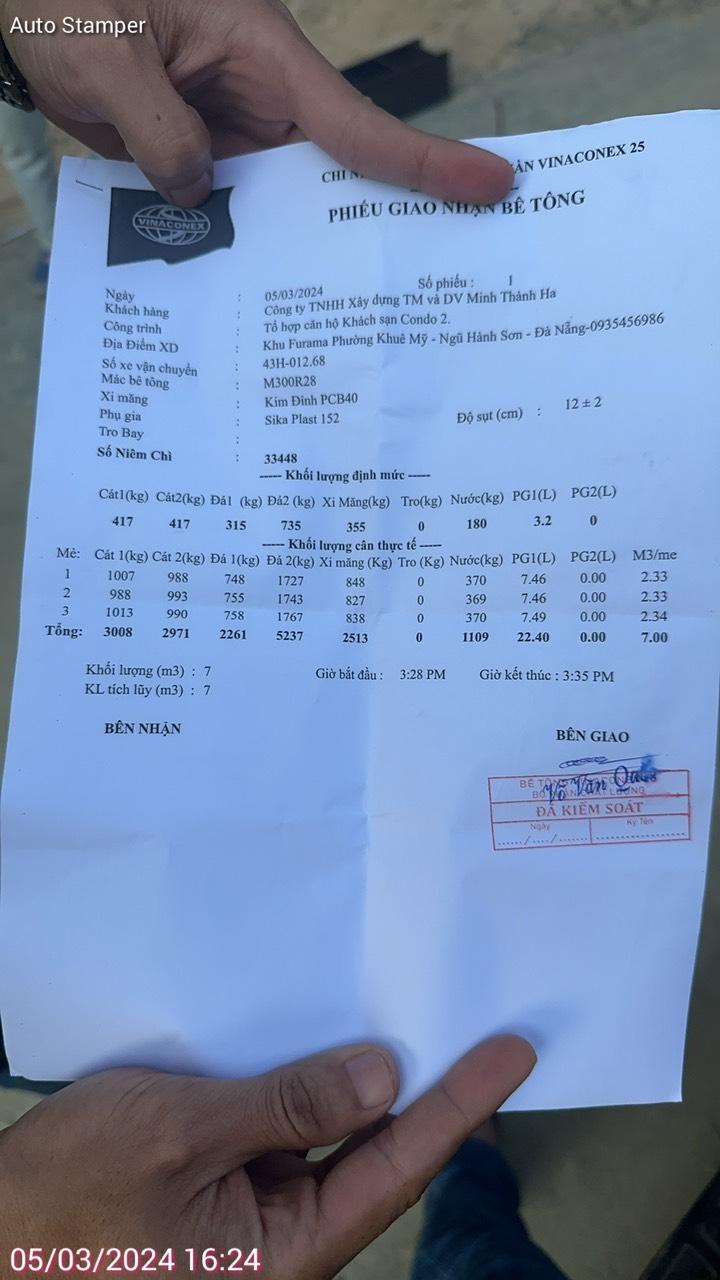 Auto Stamper
VINACONEX
CHI N ẦN VINACONEX 25
PHIẾU GIAO NHẬN BÊ TÔNG
Số phiếu : 1
Ngày : 05/03/2024
Khách hàng : Công ty TNHH Xây dựng TM và DV Minh Thành Ha
Công trình : Tổ hợp căn hộ Khách sạn Condo 2.
Địa Điểm XD : Khu Furama Phường Khuê Mỹ - Ngũ Hành Sơn - Đà Nẵng-0935456986
Số xe vận chuyển : 43H-012.68
Mác bê tông : M300R28
Xi măng : Kim Đỉnh PCB40
Phụ gia : Sika Plast 152 Độ sụt (cm) : 12 ± 2
Tro Bay :
Số Niêm Chì : 33448
----- Khối lượng định mức -----
Cát1(kg) Cát2(kg) Đá1 (kg) Đá2 (kg) Xi Măng(kg) Tro(kg) Nước(kg) PG1(L) PG2(L)
417 417 315 735 355 0 180 3.2 0
----- Khối lượng cân thực tế -----
Mẻ: Cát 1(kg) Cát 2(kg) Đá 1(kg) Đá 2(kg) Xi măng (Kg) Tro (Kg) Nước(kg) PG1(L) PG2(L) M3/me
1 1007 988 748 1727 848 0 370 7.46 0.00 2.33
2 988 993 755 1743 827 0 369 7.46 0.00 2.33
3 1013 990 758 1767 838 0 370 7.49 0.00 2.34
Tổng: 3008 2971 2261 5237 2513 0 1109 22.40 0.00 7.00
Khối lượng (m3) : 7 Giờ bắt đầu : 3:28 PM Giờ kết thúc : 3:35 PM
KL tích lũy (m3) : 7
BÊN NHẬN BÊN GIAO
BÊ TÔNG
Võ Văn
LƯỢNG
ĐÃ KIỂM SOÁT
Ngày Ký Tên
....../..../.......
05/03/2024 16:24